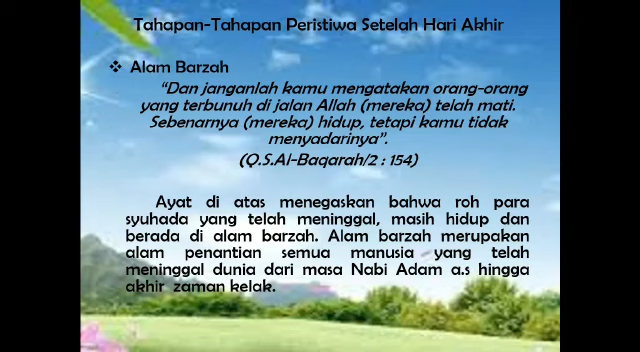 Tahapan-Tahapan Peristiwa Setelah Hari Akhir
❖ Alam Barzah
“Dan janganlah kamu mengatakan orang-orang
yang terbunuh di jalan Allah (mereka) telah mati.
Sebenarnya (mereka) hidup, tetapi kamu tidak
menyadarinya”.
(Q.S.Al-Baqarah/2 : 154)
Ayat di atas menegaskan bahwa roh para
syuhada yang telah meninggal, masih hidup dan
berada di alam barzah. Alam barzah merupakan
alam penantian semua manusia yang telah
meninggal dunia dari masa Nabi Adam a.s hingga
akhir zaman kelak.